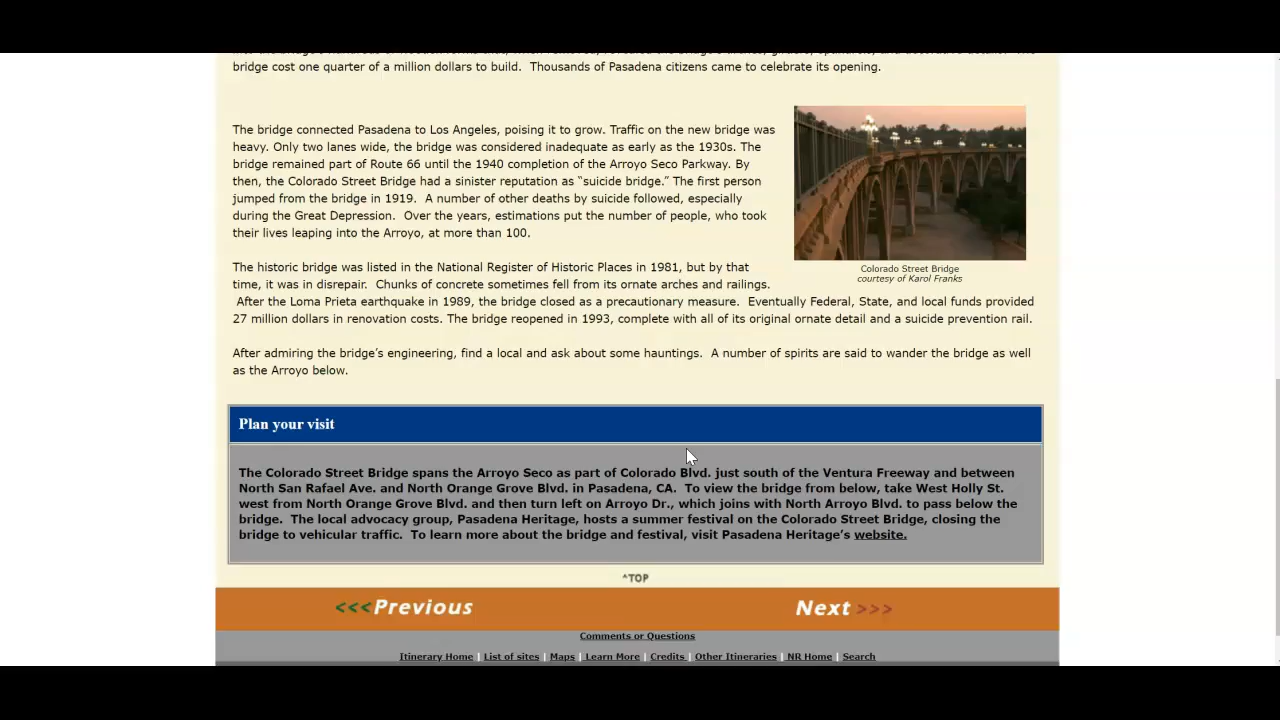 bridge cost one quarter of a million dollars to build.  Thousands of Pasadena citizens came to celebrate its opening.
The bridge connected Pasadena to Los Angeles, poising it to grow. Traffic on the new bridge was
heavy. Only two lanes wide, the bridge was considered inadequate as early as the 1930s. The
bridge remained part of Route 66 until the 1940 completion of the Arroyo Seco Parkway. By
then, the Colorado Street Bridge had a sinister reputation as “suicide bridge.” The first person
jumped from the bridge in 1919.  A number of other deaths by suicide followed, especially
during the Great Depression.  Over the years, estimations put the number of people, who took
their lives leaping into the Arroyo, at more than 100.
Colorado Street Bridge
courtesy of Karol Franks
The historic bridge was listed in the National Register of Historic Places in 1981, but by that
time, it was in disrepair.  Chunks of concrete sometimes fell from its ornate arches and railings.
After the Loma Prieta earthquake in 1989, the bridge closed as a precautionary measure.  Eventually Federal, State, and local funds provided
27 million dollars in renovation costs. The bridge reopened in 1993, complete with all of its original ornate detail and a suicide prevention rail.
After admiring the bridge’s engineering, find a local and ask about some hauntings.  A number of spirits are said to wander the bridge as well
as the Arroyo below.
Plan your visit
The Colorado Street Bridge spans the Arroyo Seco as part of Colorado Blvd. just south of the Ventura Freeway and between
North San Rafael Ave. and North Orange Grove Blvd. in Pasadena, CA.  To view the bridge from below, take West Holly St.
west from North Orange Grove Blvd. and then turn left on Arroyo Dr., which joins with North Arroyo Blvd. to pass below the
bridge.  The local advocacy group, Pasadena Heritage, hosts a summer festival on the Colorado Street Bridge, closing the
bridge to vehicular traffic.  To learn more about the bridge and festival, visit Pasadena Heritage’s website.
^TOP
<<<Previous Next >>>
Comments or Questions
Itinerary Home | List of sites | Maps | Learn More | Credits | Other Itineraries | NR Home | Search